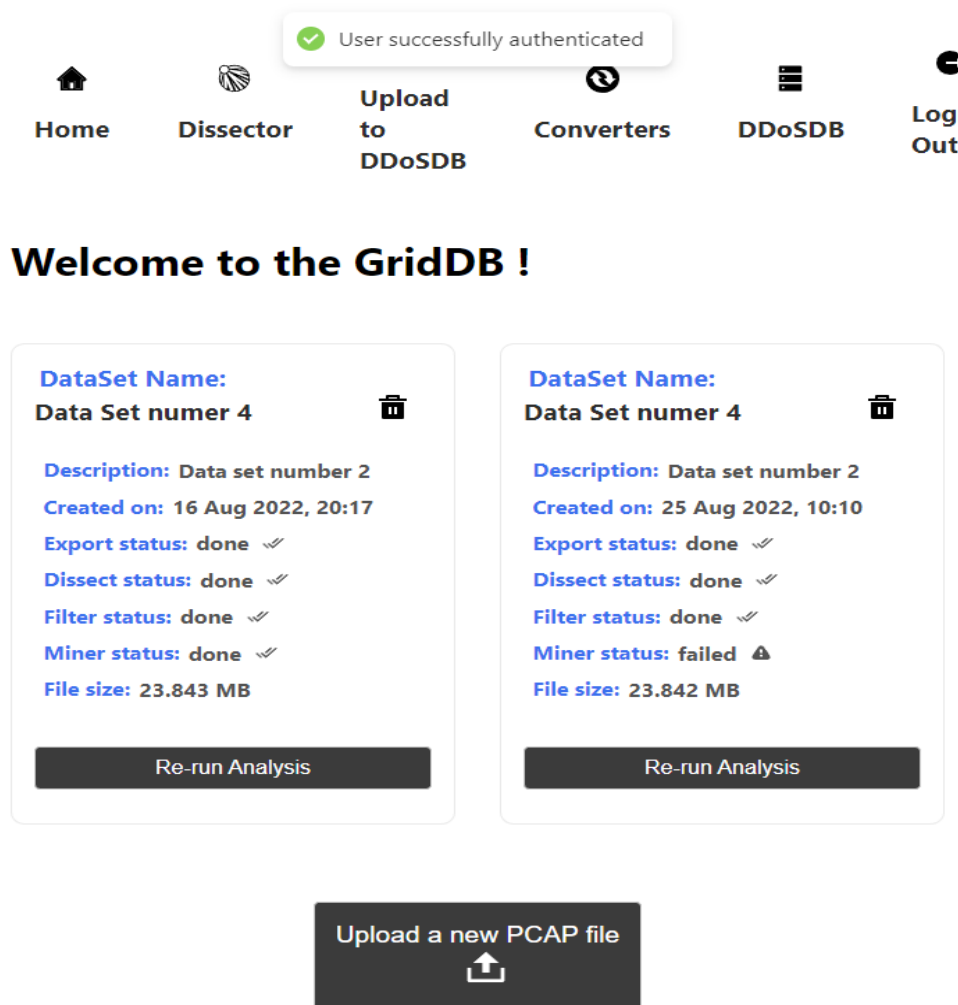 User successfully authenticated
Home
Dissector
Upload
to
DDoSDB
Converters
DDoSDB
Log
Out
Welcome to the GridDB !
DataSet Name:
Data Set numer 4
Description: Data set number 2
Created on: 16 Aug 2022, 20:17
Export status: done
Dissect status: done
Filter status: done
Miner status: done
File size: 23.843 MB
Re-run Analysis
DataSet Name:
Data Set numer 4
Description: Data set number 2
Created on: 25 Aug 2022, 10:10
Export status: done
Dissect status: done
Filter status: done
Miner status: failed
File size: 23.842 MB
Re-run Analysis
Upload a new PCAP file